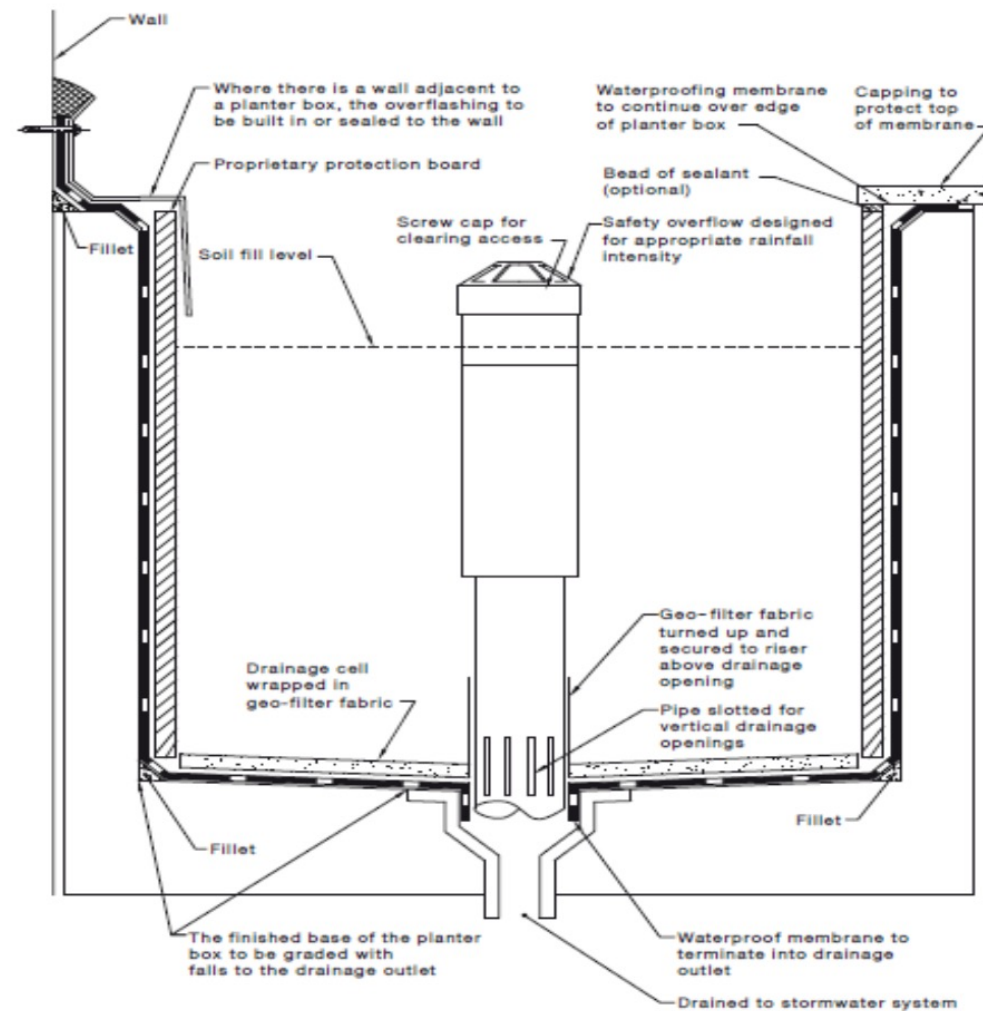 Wall
Where there is a wall adjacent to
a planter box, the overflashing to
be built in or sealed to the wall
Waterproofing membrane
to continue over edge
of planter box
Capping to
protect top
of membrane
Proprietary protection board
Bead of sealant
(optional)
Screw cap for
clearing access
Safety overflow designed
for appropriate rainfall
intensity
Fillet
Soil fill level
Geo-filter fabric
turned up and
secured to riser
above drainage
opening
Drainage cell
wrapped in
geo-filter fabric
Pipe slotted for
vertical drainage
openings
Fillet
Fillet
The finished base of the planter
box to be graded with
falls to the drainage outlet
Waterproof membrane to
terminate into drainage
outlet
Drained to stormwater system